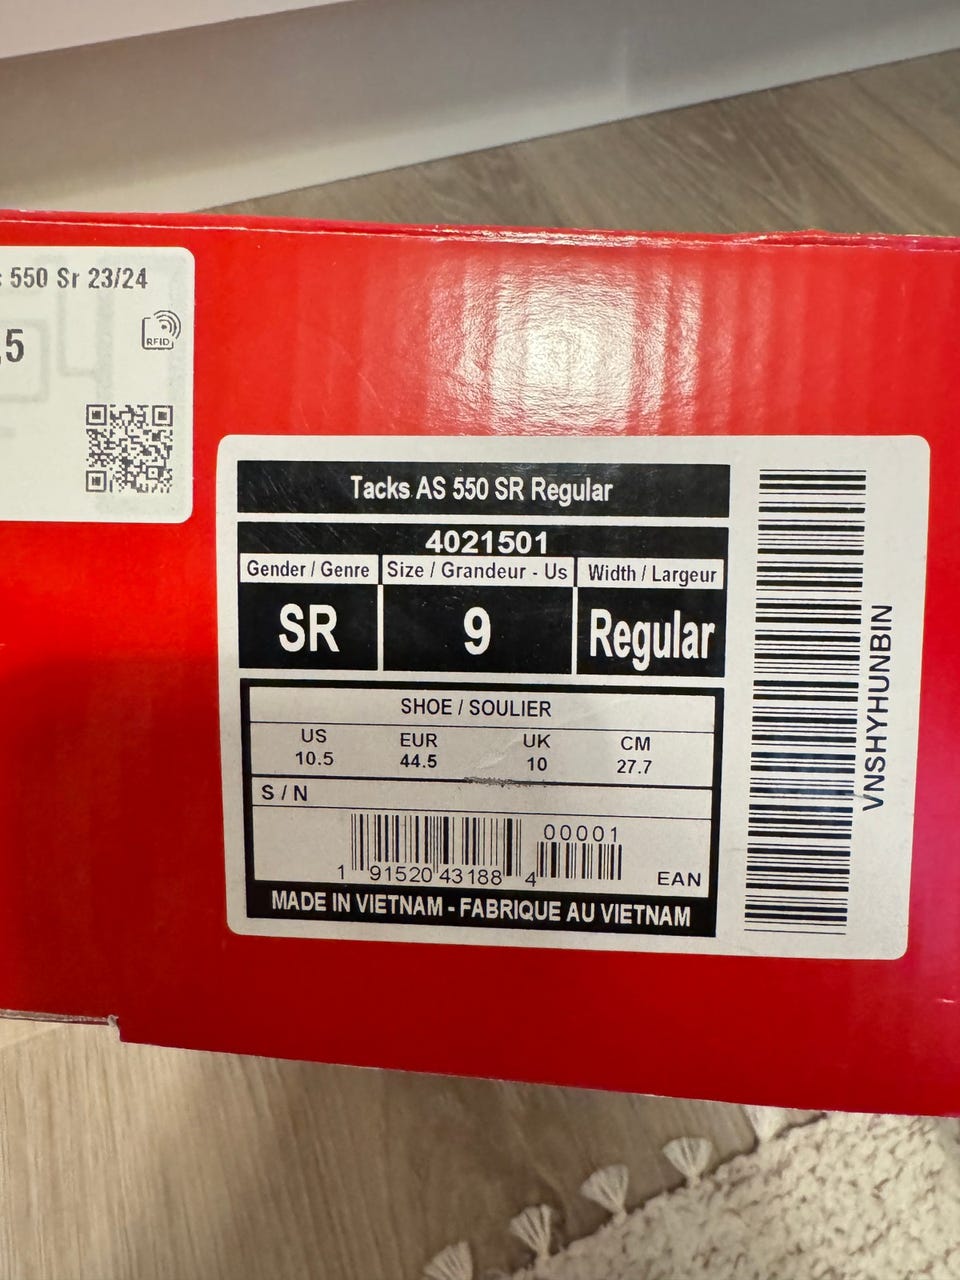 550 Sr 23/24
,5
RFID
Tacks AS 550 SR Regular
4021501
Gender / Genre
Size / Grandeur - Us
Width / Largeur
SR
9
Regular
SHOE / SOULIER
US
EUR
UK
CM
10.5
44.5
10
27.7
S / N
00001
1 91520 43188 4
EAN
MADE IN VIETNAM - FABRIQUE AU VIETNAM
VNSHYHUNBIN